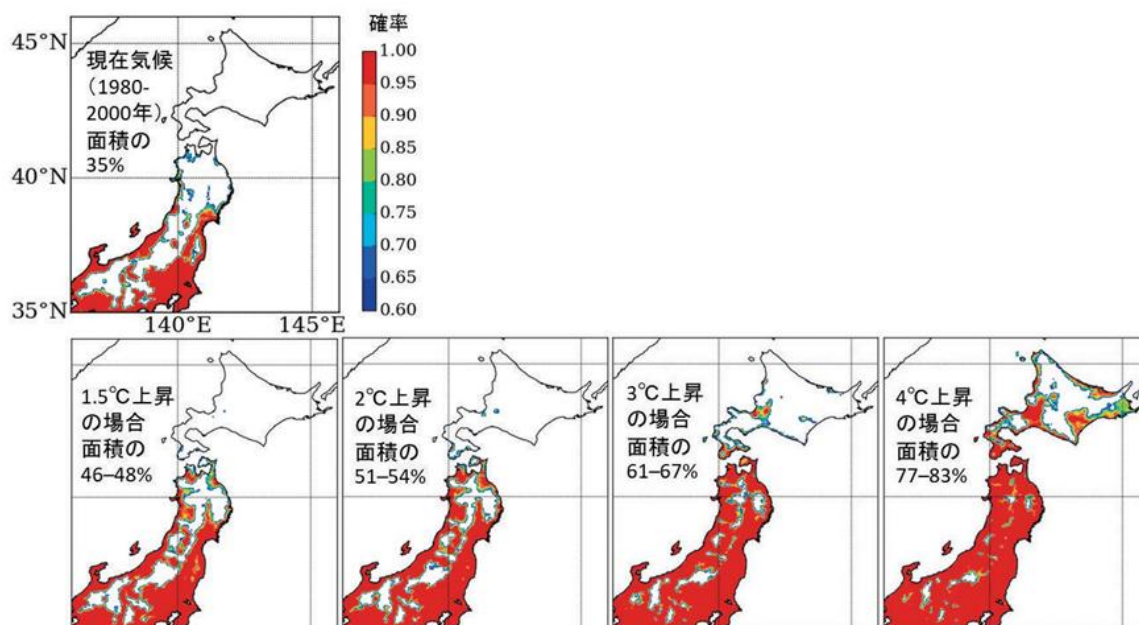 45°N
40°N
35°N
140°E
145°E
現在気候
(1980-
2000年)
面積の
35%
確率
1.00
0.95
0.90
0.85
0.80
0.75
0.70
0.65
0.60
1.5℃上昇
の場合
面積の
46–48%
2℃上昇
の場合
面積の
51–54%
3℃上昇
の場合
面積の
61–67%
4℃上昇
の場合
面積の
77–83%